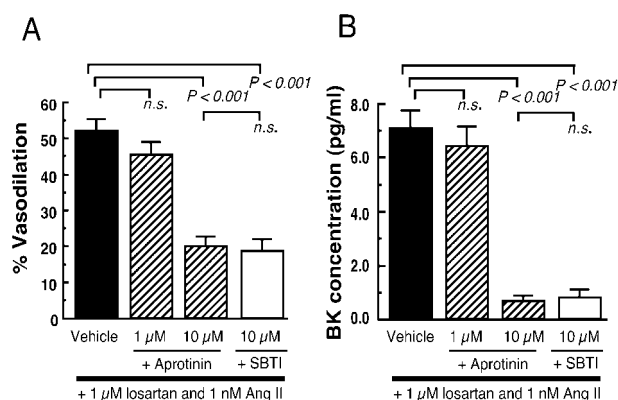 A
P < 0.001
n.s.
P < 0.001
n.s.
% Vasodilation
60
50
40
30
20
10
0
Vehicle
1 µM
10 µM
10 µM
+ Aprotinin
+ SBTI
+ 1 µM losartan and 1 nM Ang II
B
P < 0.001
n.s.
P < 0.001
n.s.
BK concentration (pg/ml)
8.0
6.0
4.0
2.0
1.0
0.0
Vehicle
1 µM
10 µM
10 µM
+ Aprotinin
+ SBTI
+ 1 µM losartan and 1 nM Ang II